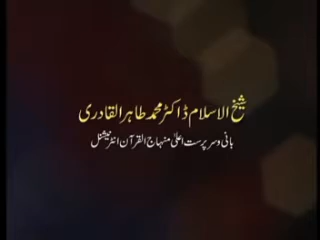 شیخ الاسلام ڈاکٹر محمد طاہر القادری
بانی و سرپرست اعلیٰ منہاج القرآن انٹرنیشنل